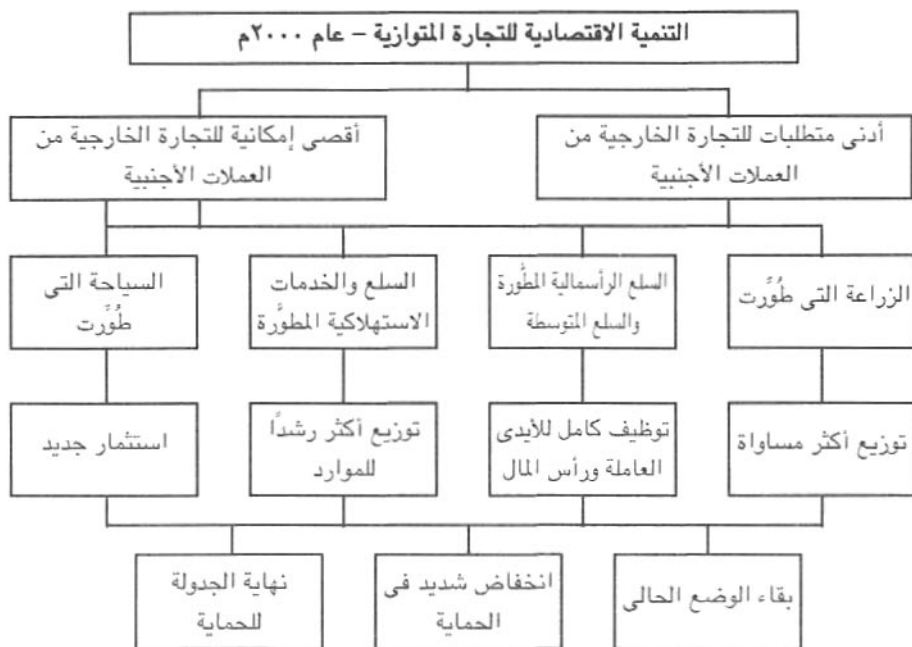 التنمية الاقتصادية للتجارة المتوازية – عام ٢٠٠٠م
أدنى متطلبات للتجارة الخارجية من
العملات الأجنبية
أقصى إمكانية للتجارة الخارجية من
العملات الأجنبية
الزراعة التى طُوِّرت
السلع الرأسمالية المطوَّرة
والسلع المتوسطة
السلع والخدمات
الاستهلاكية المطوَّرة
السياحة التى
طُوِّرت
توزيع أكثر مساواة
توظيف كامل للأيدى
العاملة ورأس المال
توزيع أكثر رشدًا
للموارد
استثمار جديد
بقاء الوضع الحالى
انخفاض شديد فى
الحماية
نهاية الجدولة
للحماية